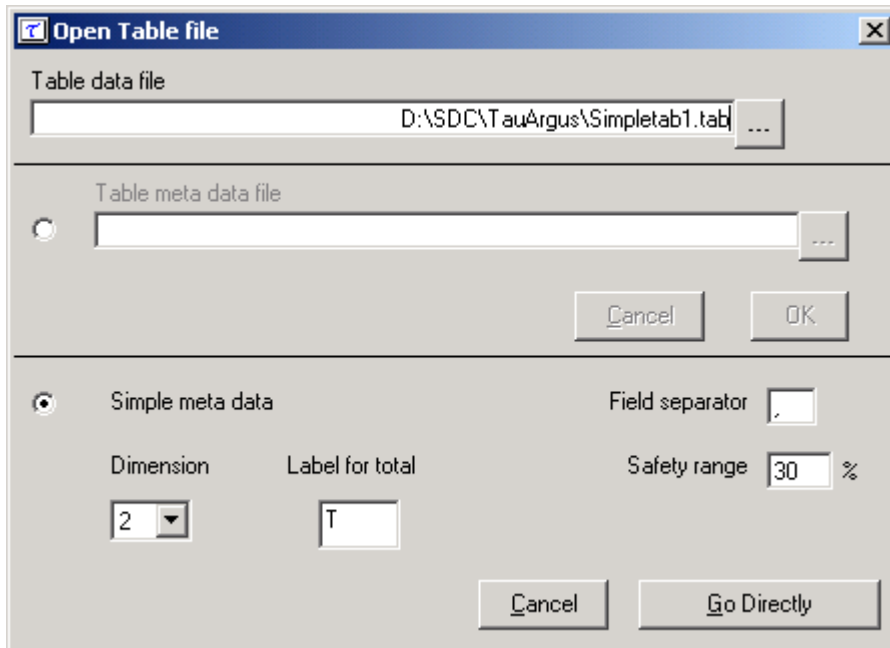 τ Open Table file
Table data file
D:\SDC\TauArgus\Simpletab1.tab ...
Table meta data file
...
Cancel OK
Simple meta data Field separator ,
Dimension Label for total Safety range 30 %
2 T
Cancel Go Directly